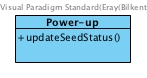 Visual Paradigm Standard(Eray(Bilkent
Power-up
+updateSeedStatus()